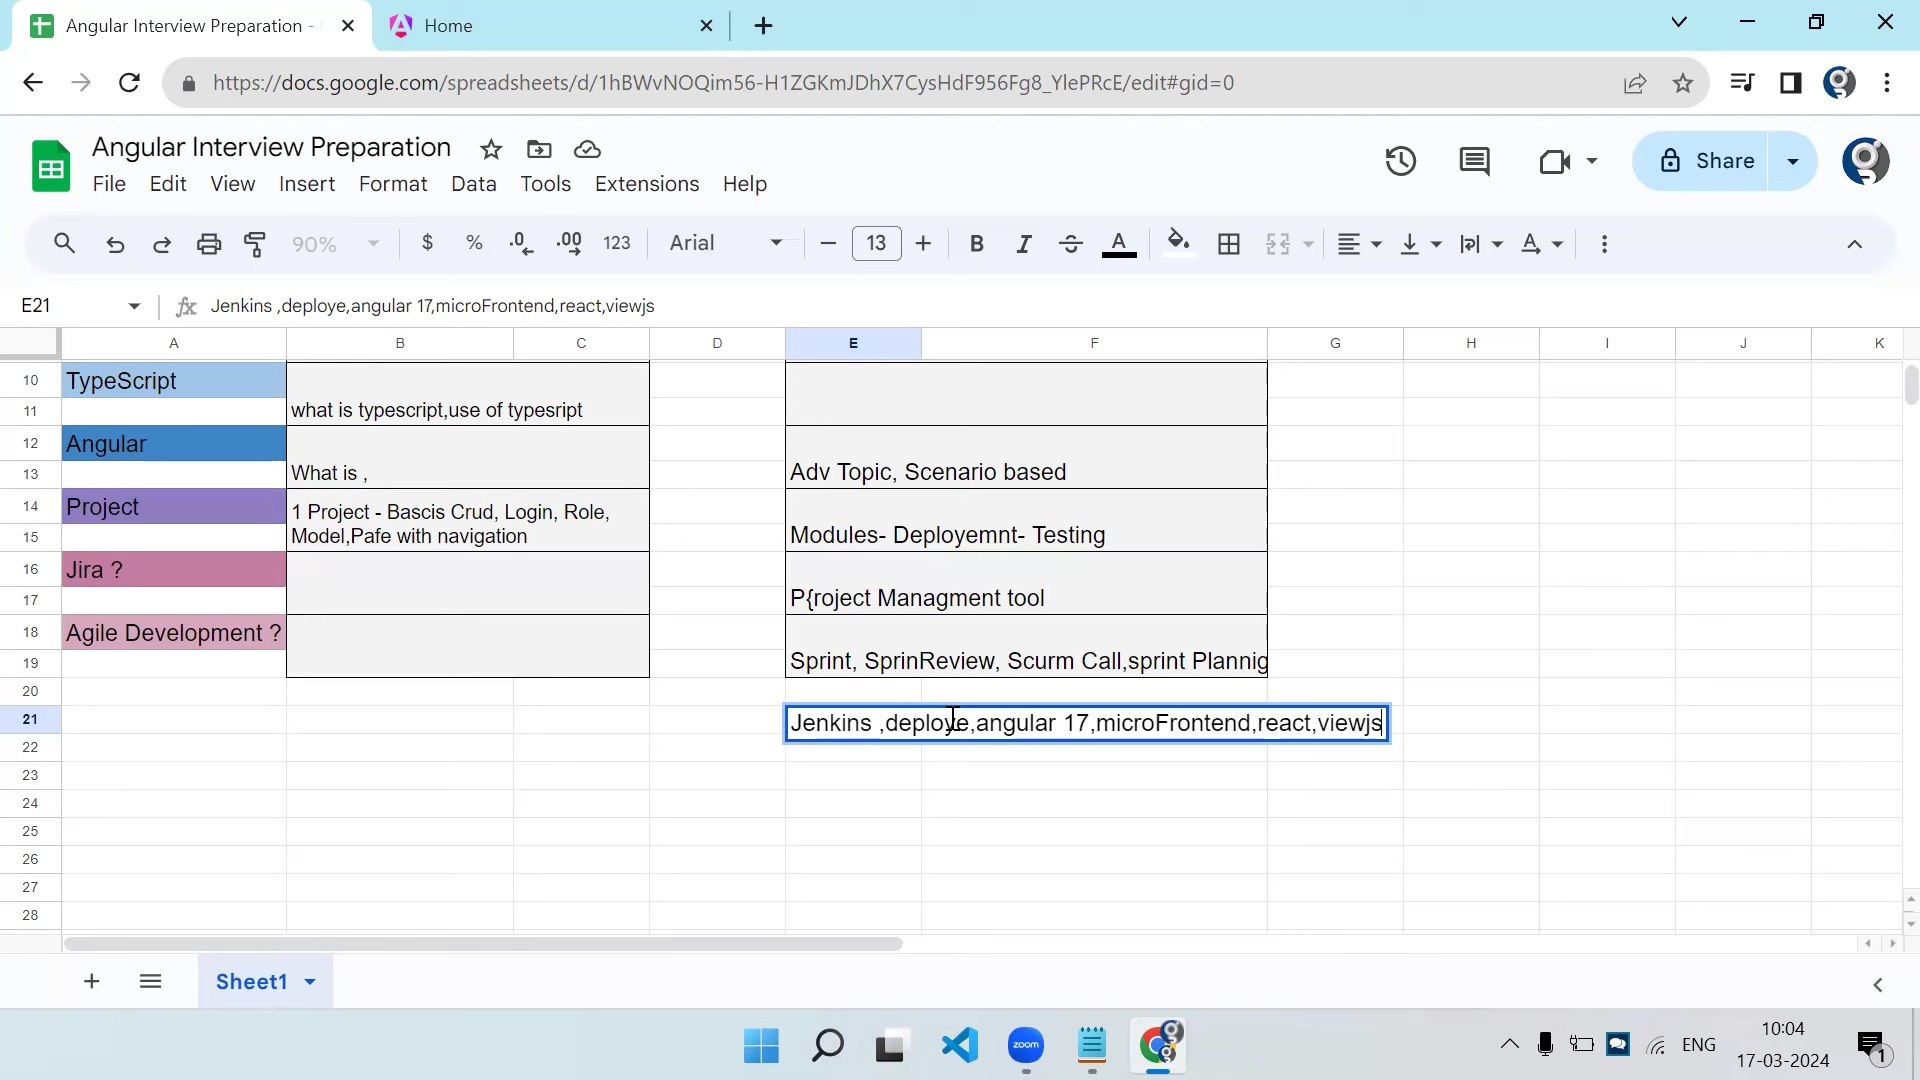 Angular Interview Preparation -
Home
https://docs.google.com/spreadsheets/d/1hBWvNOQim56-H1ZGKmJDhX7CysHdF956Fg8_YlePRcE/edit#gid=0
Angular Interview Preparation
File Edit View Insert Format Data Tools Extensions Help
Share
90% $ % .0 .00 123 Arial 13 B I S A A
E21 fx Jenkins ,deploye,angular 17,microFrontend,react,viewjs
A B C D E F G H I J K
10 TypeScript
11 what is typescript,use of typesript
12 Angular
13 What is , Adv Topic, Scenario based
14 Project 1 Project - Bascis Crud, Login, Role,
15 Model,Pafe with navigation Modules- Deployemnt- Testing
16 Jira ?
17 P{roject Managment tool
18 Agile Development ?
19 Sprint, SprinReview, Scurm Call,sprint Plannig
20
21 Jenkins ,deploye,angular 17,microFrontend,react,viewjs
22
23
24
25
26
27
28
Sheet1
zoom
ENG
10:04
17-03-2024
1